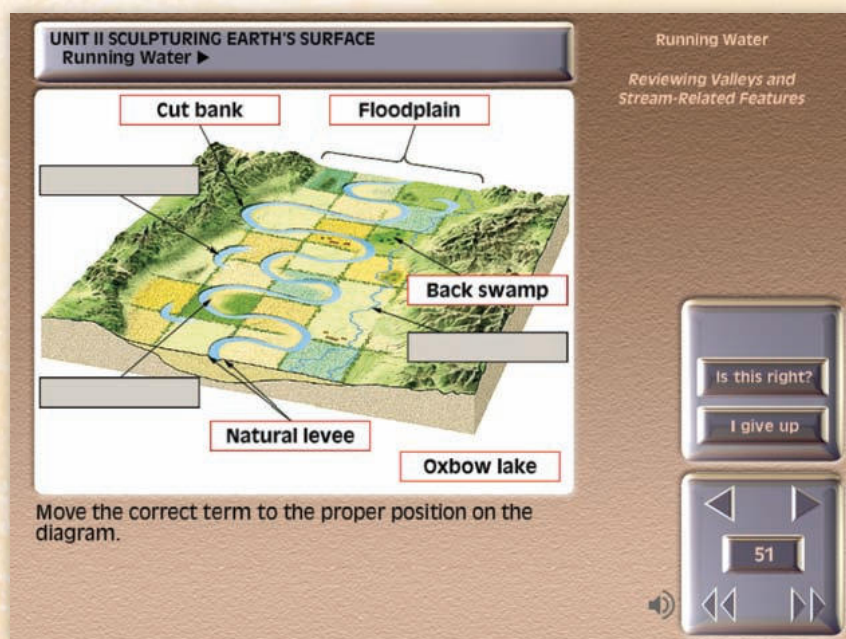 UNIT II SCULPTURING EARTH'S SURFACE
Running Water ▶
Running Water
Reviewing Valleys and
Stream-Related Features
Cut bank
Floodplain
Back swamp
Natural levee
Oxbow lake
Is this right?
I give up
Move the correct term to the proper position on the
diagram.
51